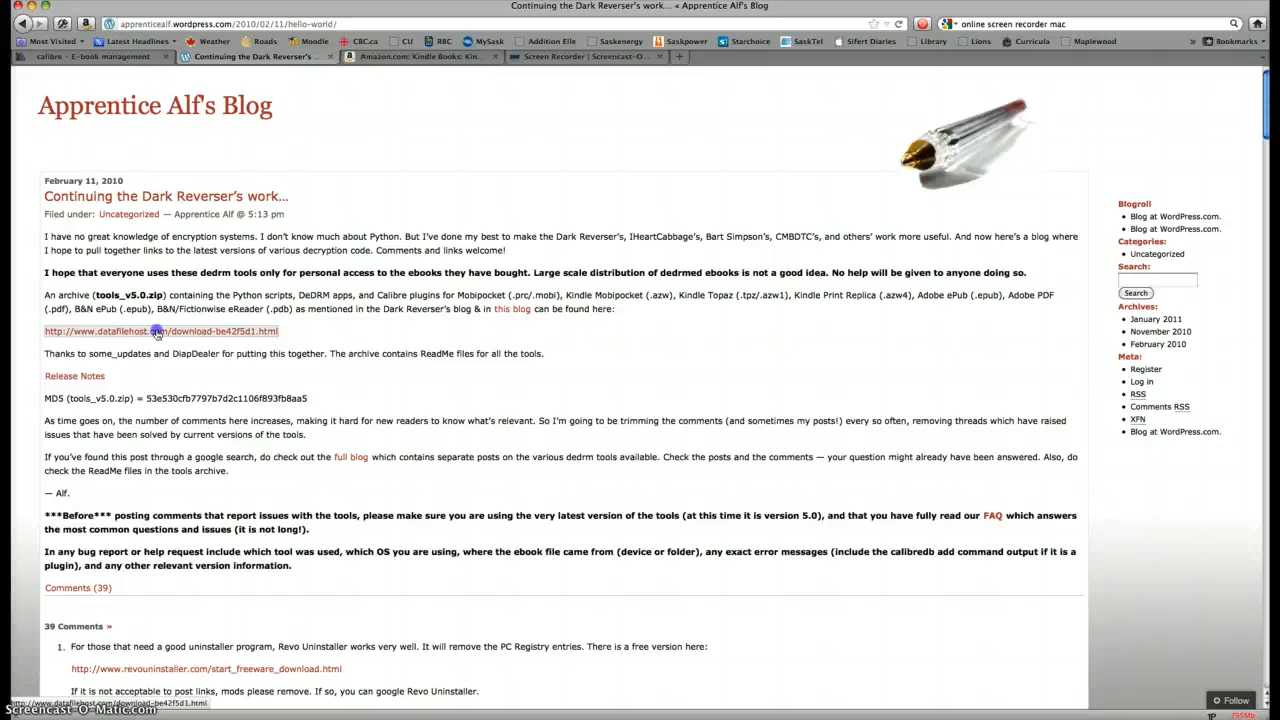 Continuing the Dark Reverser's work... « Apprentice Alf's Blog
apprenticealf.wordpress.com/2010/02/11/hello-world/
online screen recorder mac
Most Visited Latest Headlines Weather Roads Moodle CBC.ca CU RBC MySask Addition Elle Saskenergy Saskpower Starchoice SaskTel Sifert Diaries Library Lions Curricula Maplewood » Bookmarks
calibre - E-book management Continuing the Dark Reverser's ... Amazon.com: Kindle Books: Kin... Screen Recorder | Screencast-O...
Apprentice Alf's Blog
February 11, 2010
Continuing the Dark Reverser's work...
Filed under: Uncategorized — Apprentice Alf @ 5:13 pm
I have no great knowledge of encryption systems. I don't know much about Python. But I've done my best to make the Dark Reverser's, IHeartCabbage's, Bart Simpson's, CMBDTC's, and others' work more useful. And now here's a blog where
I hope to pull together links to the latest versions of various decryption code. Comments and links welcome!
I hope that everyone uses these dedrm tools only for personal access to the ebooks they have bought. Large scale distribution of dedrmed ebooks is not a good idea. No help will be given to anyone doing so.
An archive (tools_v5.0.zip) containing the Python scripts, DeDRM apps, and Calibre plugins for Mobipocket (.prc/.mobi), Kindle Mobipocket (.azw), Kindle Topaz (.tpz/.azw1), Kindle Print Replica (.azw4), Adobe ePub (.epub), Adobe PDF
(.pdf), B&N ePub (.epub), B&N/Fictionwise eReader (.pdb) as mentioned in the Dark Reverser's blog & in this blog can be found here:
http://www.datafilehost.com/download-be42f5d1.html
Thanks to some_updates and DiapDealer for putting this together. The archive contains ReadMe files for all the tools.
Release Notes
MD5 (tools_v5.0.zip) = 53e530cfb7797b7d2c1106f893fb8aa5
As time goes on, the number of comments here increases, making it hard for new readers to know what's relevant. So I'm going to be trimming the comments (and sometimes my posts!) every so often, removing threads which have raised
issues that have been solved by current versions of the tools.
If you've found this post through a google search, do check out the full blog which contains separate posts on the various dedrm tools available. Check the posts and the comments — your question might already have been answered. Also, do
check the ReadMe files in the tools archive.
— Alf.
***Before*** posting comments that report issues with the tools, please make sure you are using the very latest version of the tools (at this time it is version 5.0), and that you have fully read our FAQ which answers
the most common questions and issues (it is not long!).
In any bug report or help request include which tool was used, which OS you are using, where the ebook file came from (device or folder), any exact error messages (include the calibredb add command output if it is a
plugin), and any other relevant version information.
Comments (39)
39 Comments »
1. For those that need a good uninstaller program, Revo Uninstaller works very well. It will remove the PC Registry entries. There is a free version here:
http://www.revouninstaller.com/start_freeware_download.html
If it is not acceptable to post links, mods please remove. If so, you can google Revo Uninstaller.
Blogroll
Blog at WordPress.com.
Blog at WordPress.com.
Categories:
Uncategorized
Search:
Search
Archives:
January 2011
November 2010
February 2010
Meta:
Register
Log in
RSS
Comments RSS
XFN
Blog at WordPress.com.
Follow
http://www.datafilehost.com/download-be42f5d1.html
Screencast-O-Matic.com
1P 795Mb